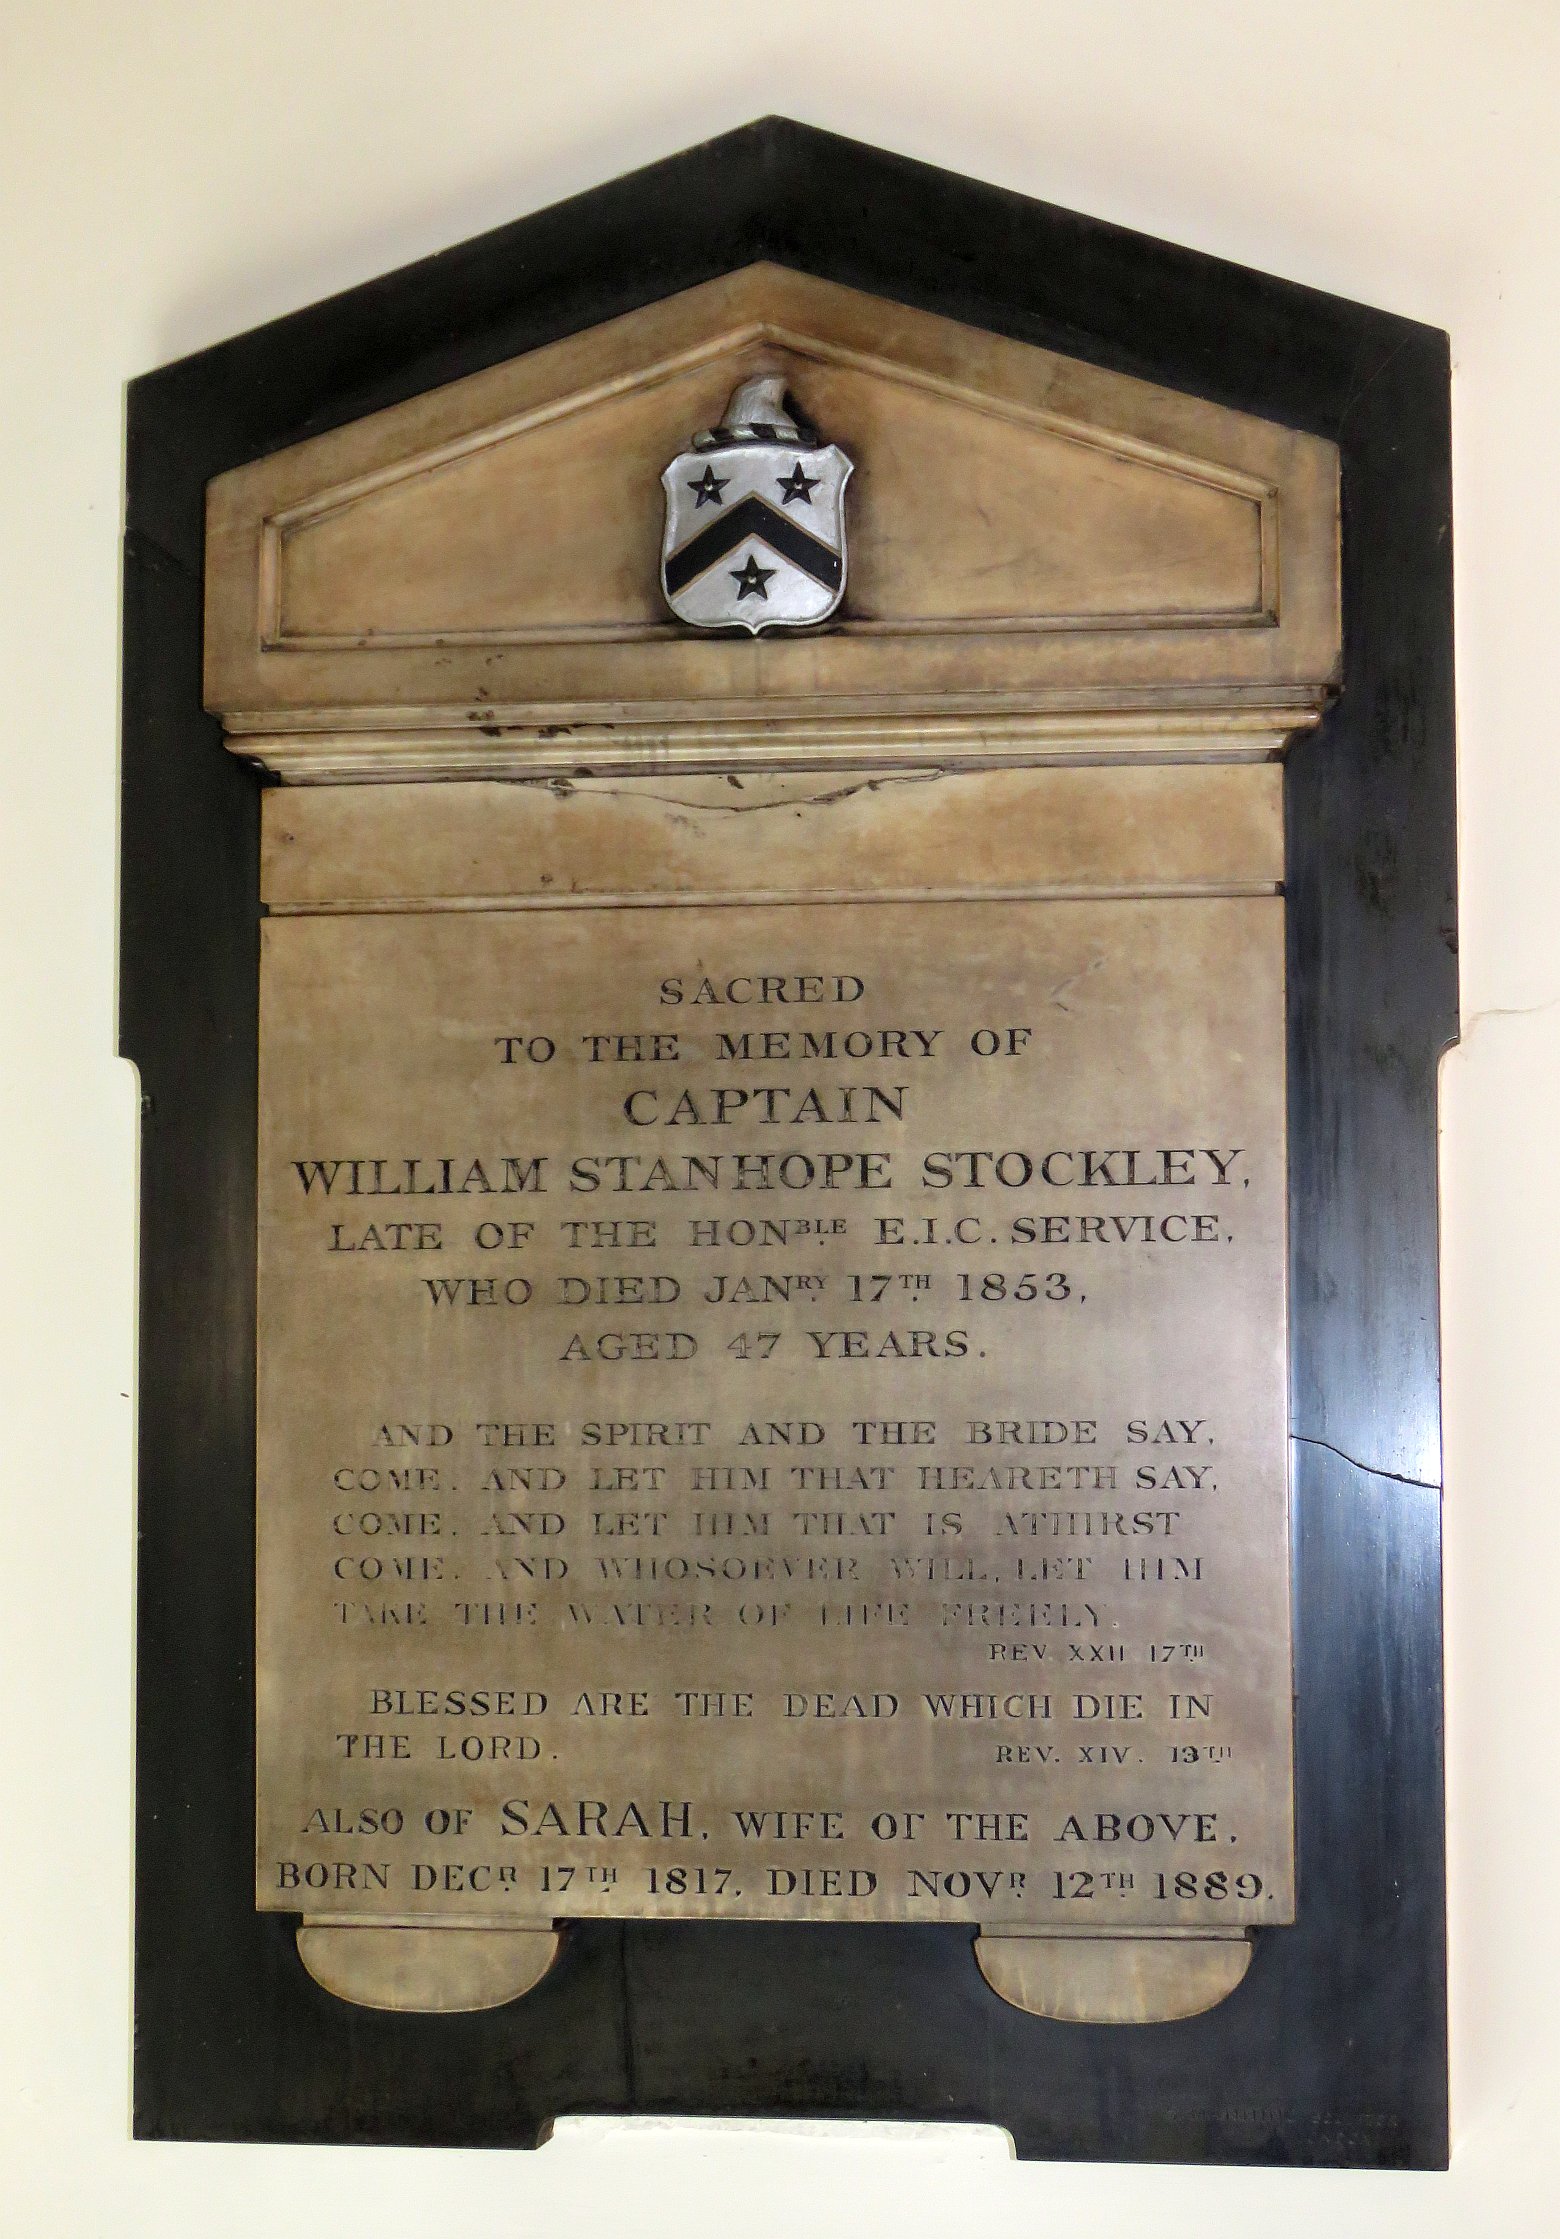 SACRED
TO THE MEMORY OF
CAPTAIN
WILLIAM STANHOPE STOCKLEY,
LATE OF THE HONBLE E.I.C. SERVICE,
WHO DIED JANRY 17TH 1853,
AGED 47 YEARS.
AND THE SPIRIT AND THE BRIDE SAY,
COME. AND LET HIM THAT HEARETH SAY,
COME. AND LET HIM THAT IS ATHIRST
COME. AND WHOSOEVER WILL, LET HIM
TAKE THE WATER OF LIFE FREELY.
REV. XXII 17TH
BLESSED ARE THE DEAD WHICH DIE IN
THE LORD. REV. XIV. 13TH
ALSO OF SARAH, WIFE OF THE ABOVE,
BORN DECR 17TH 1817, DIED NOVR 12TH 1889.